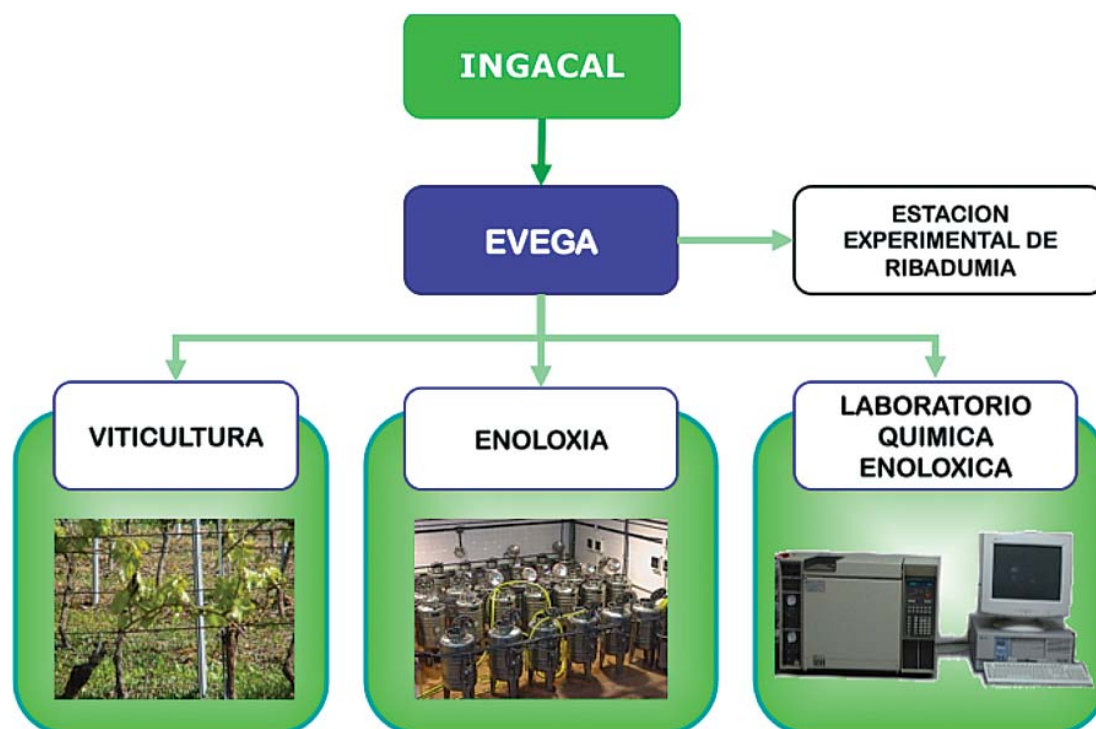 INGACAL
EVEGA
ESTACION
EXPERIMENTAL DE
RIBADUMIA
VITICULTURA
ENOLOXIA
LABORATORIO
QUIMICA
ENOLOXICA